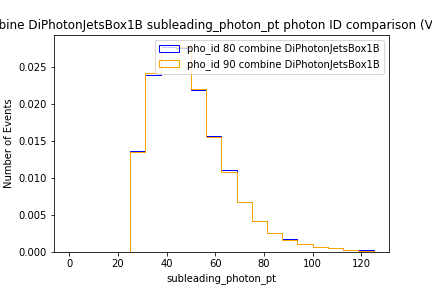 bine DiPhotonJetsBox1B subleading_photon_pt photon ID comparison (V
pho_id 80 combine DiPhotonJetsBox1B
pho_id 90 combine DiPhotonJetsBox1B
Number of Events
0.025
0.020
0.015
0.010
0.005
0.000
0 20 40 60 80 100 120
subleading_photon_pt